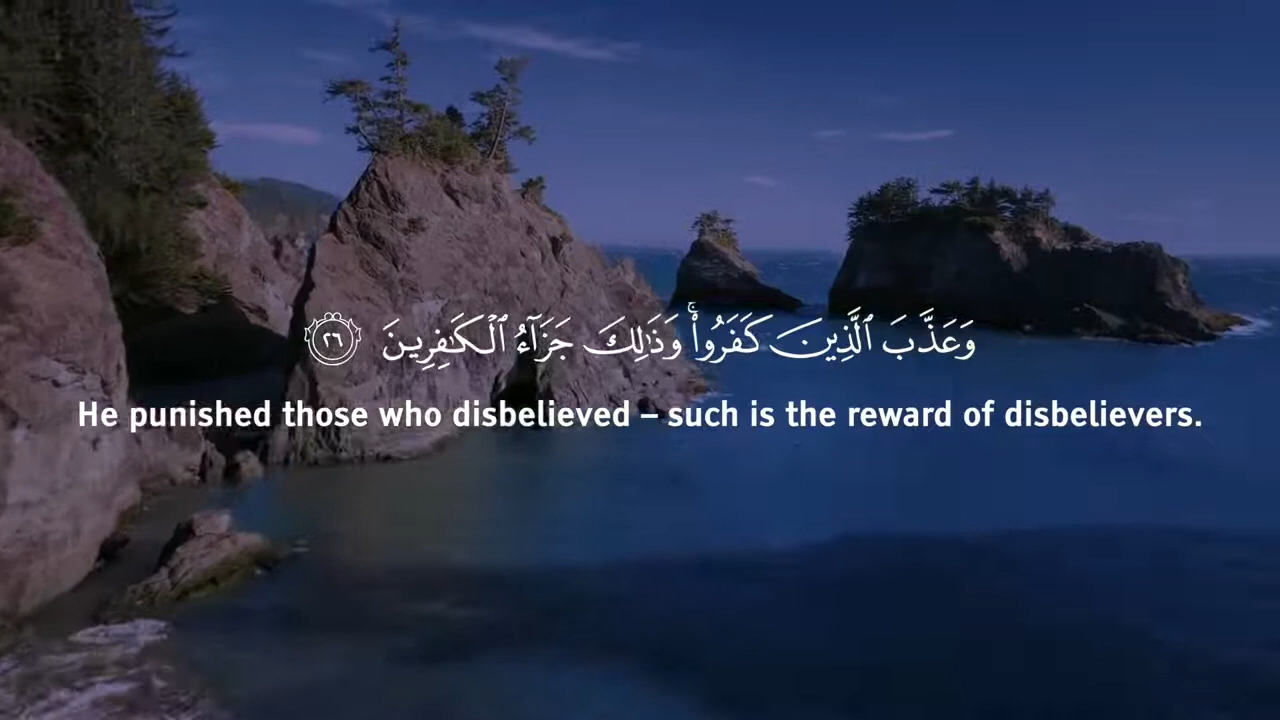 وَعَذَّبَ ٱلَّذِينَ كَفَرُوا۟ۚ وَذَٰلِكَ جَزَآءُ ٱلْكَـٰفِرِينَ ٢٦
He punished those who disbelieved – such is the reward of disbelievers.